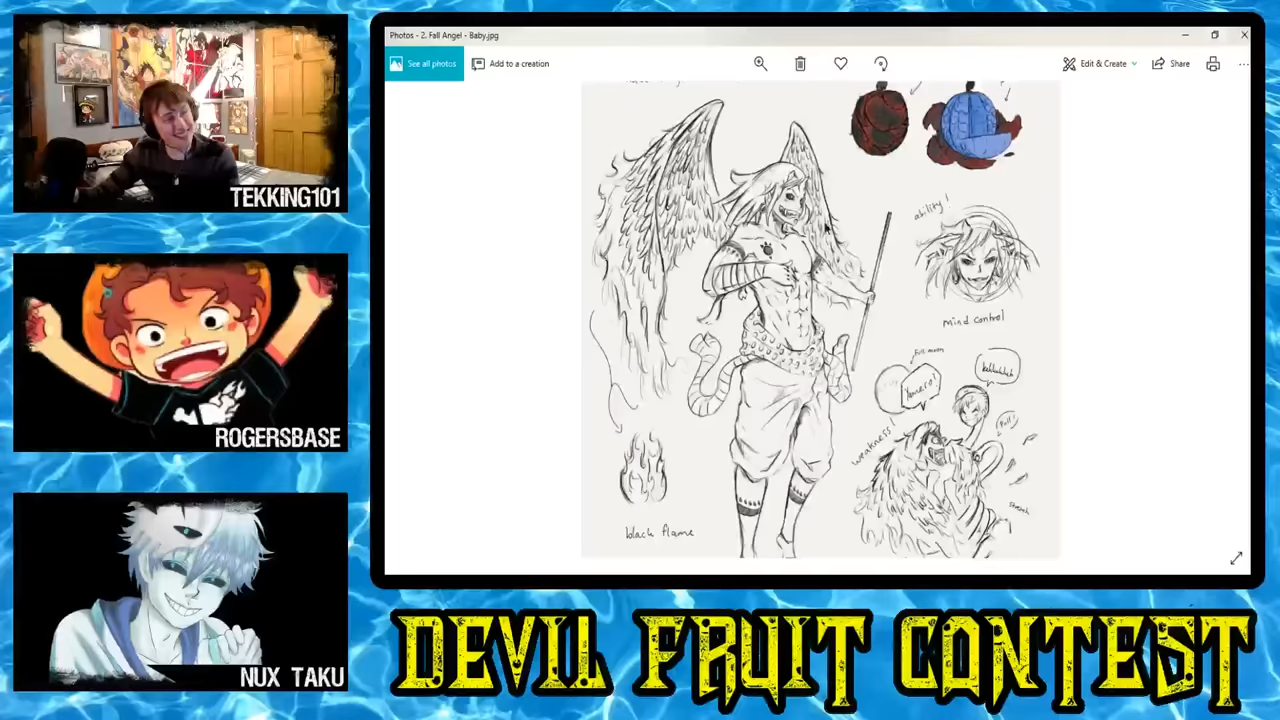 Photos - 2. Fall Angel - Baby.jpg
See all photos
Add to a creation
Edit & Create
Share
ability!
mind control
Full moon
weakness!
black flame
TEKKING101
ROGERSBASE
NUX TAKU
DEVIL FRUIT CONTEST